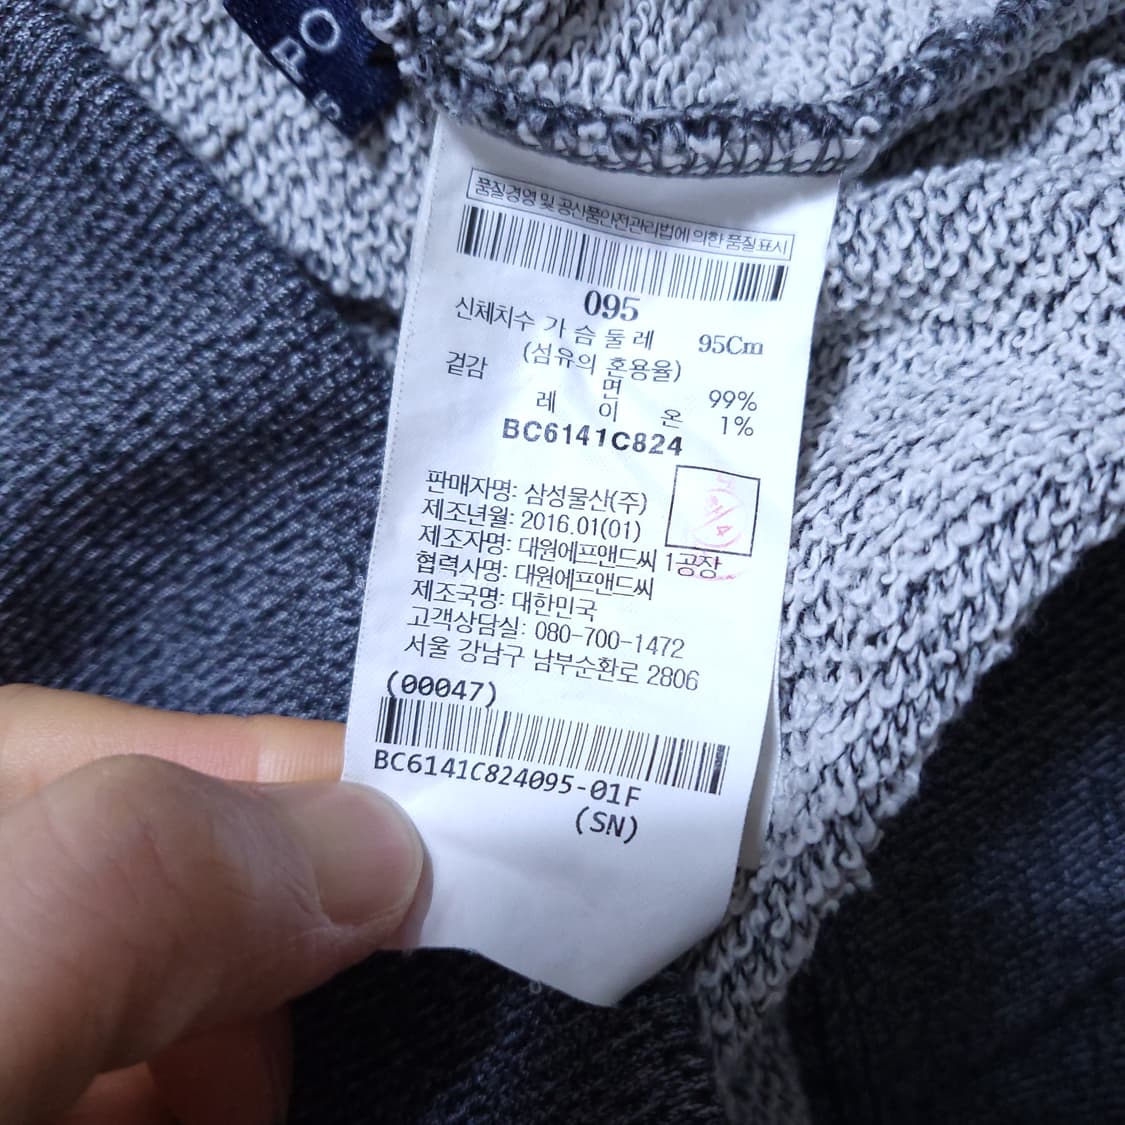 PO
품질경영 및 공산품안전관리법에 의한 품질표시
095
신체치수 가 슴 둘 레 95Cm
(섬유의 혼용율)
겉감 면 99%
레 이 온 1%
BC6141C824
판매자명: 삼성물산(주)
제조년월: 2016.01(01)
제조자명: 대원에프앤드씨 1공장
협력사명: 대원에프앤드씨
제조국명: 대한민국
고객상담실: 080-700-1472
서울 강남구 남부순환로 2806
(00047)
BC6141C824095-01F
(SN)